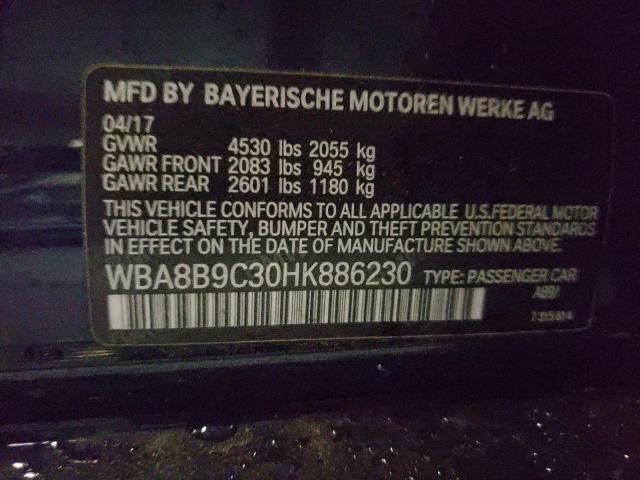 MFD BY BAYERISCHE MOTOREN WERKE AG
04/17
GVWR 4530 lbs 2055 kg
GAWR FRONT 2083 lbs 945 kg
GAWR REAR 2601 lbs 1180 kg
THIS VEHICLE CONFORMS TO ALL APPLICABLE U.S.FEDERAL MOTOR
VEHICLE SAFETY, BUMPER AND THEFT PREVENTION STANDARDS
IN EFFECT ON THE DATE OF MANUFACTURE SHOWN ABOVE.
WBA8B9C30HK886230 TYPE: PASSENGER CAR
A89/
7315814